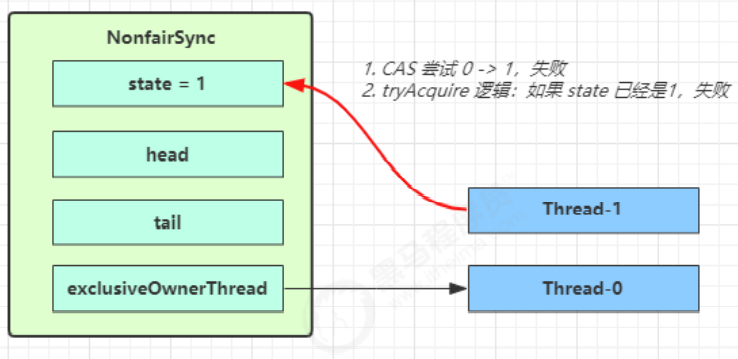 NonfairSync
state = 1
head
tail
exclusiveOwnerThread
1. CAS 尝试 0 -> 1，失败
2. tryAcquire 逻辑：如果 state 已经是1，失败
Thread-1
Thread-0